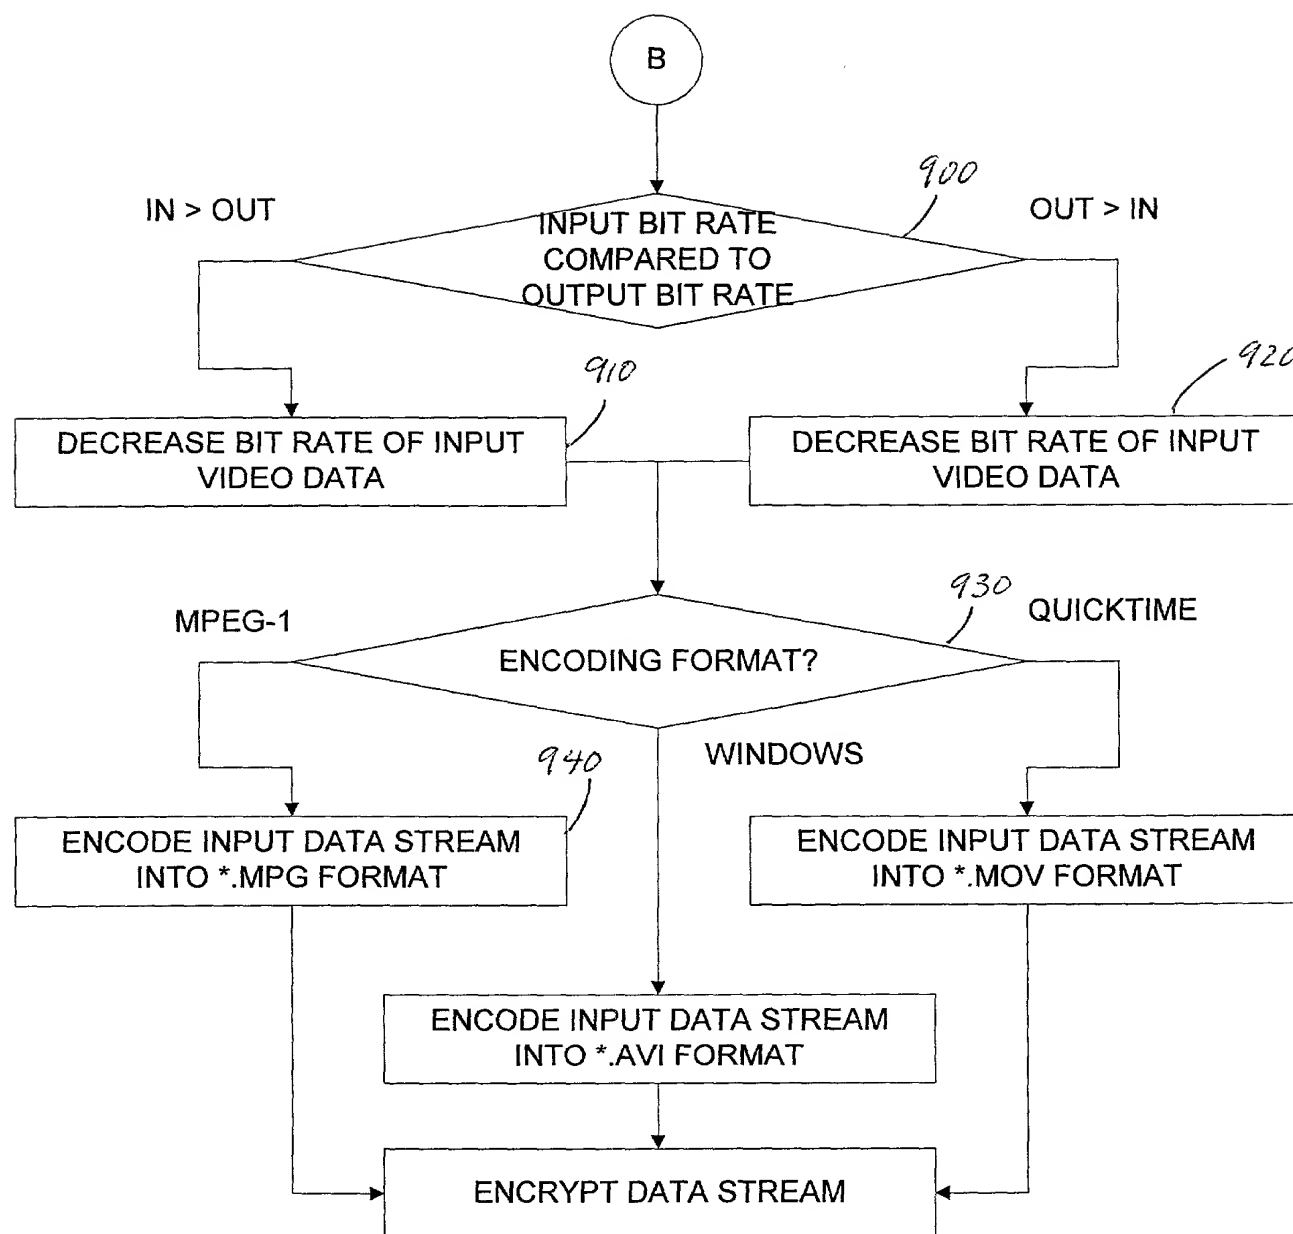 B
900
IN > OUT
OUT > IN
INPUT BIT RATE
COMPARED TO
OUTPUT BIT RATE
910
920
DECREASE BIT RATE OF INPUT
VIDEO DATA
DECREASE BIT RATE OF INPUT
VIDEO DATA
930
MPEG-1
QUICKTIME
ENCODING FORMAT?
WINDOWS
940
ENCODE INPUT DATA STREAM
INTO *.MPG FORMAT
ENCODE INPUT DATA STREAM
INTO *.MOV FORMAT
ENCODE INPUT DATA STREAM
INTO *.AVI FORMAT
ENCRYPT DATA STREAM